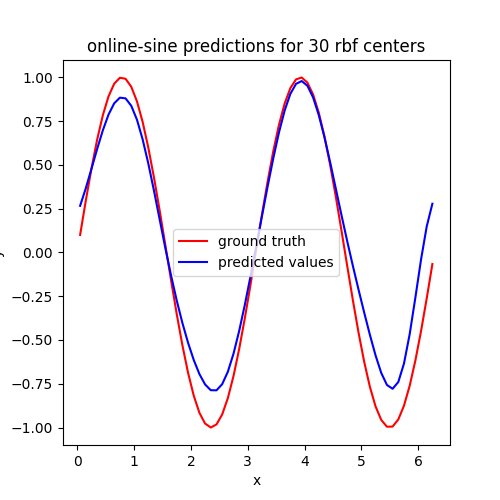 online-sine predictions for 30 rbf centers
1.00
0.75
0.50
0.25
0.00
−0.25
−0.50
−0.75
−1.00
ground truth
predicted values
0 1 2 3 4 5 6
x